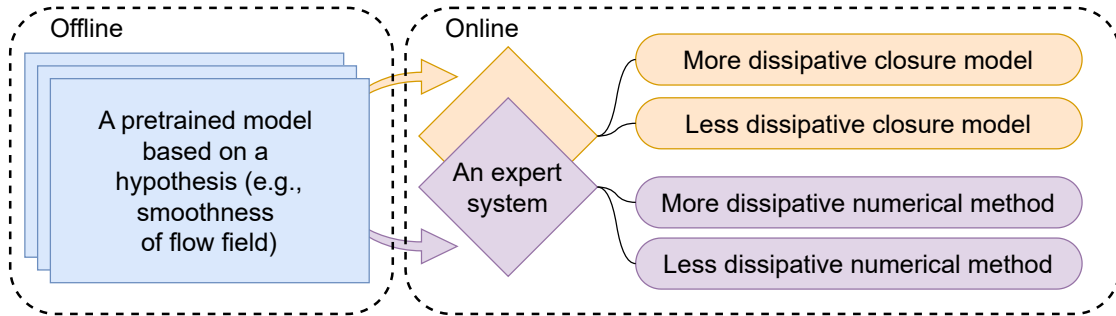 Offline
A pretrained model
based on a
hypothesis (e.g.,
smoothness
of flow field)
Online
An expert
system
More dissipative closure model
Less dissipative closure model
More dissipative numerical method
Less dissipative numerical method